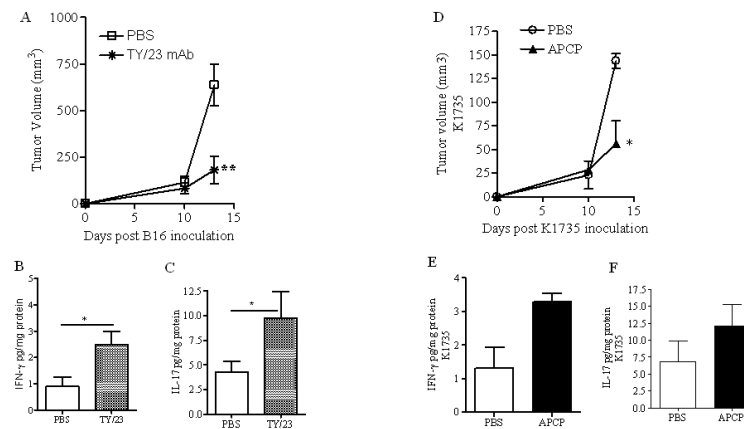 A
Tumor Volume (mm³)
1000
750
500
250
0
PBS
TY/23 mAb
**
0 5 10 15
Days post B16 inoculation
D
Tumor volume (mm3)
K1735
175
150
125
100
75
50
25
0
PBS
APCP
*
0 5 10 15
Days post K1735 inoculation
B
IFN-γ pg/mg protein
5
4
3
2
1
0
*
PBS TY/23
C
IL-17 pg/mg protein
12.5
10.0
7.5
5.0
2.5
0.0
*
PBS TY/23
E
IFN-γ pg/mg protein
K1735
4
3
2
1
0
PBS APCP
F
IL-17 pg/mg protein
K1735
17.5
15.0
12.5
10.0
7.5
5.0
2.5
0.0
PBS APCP